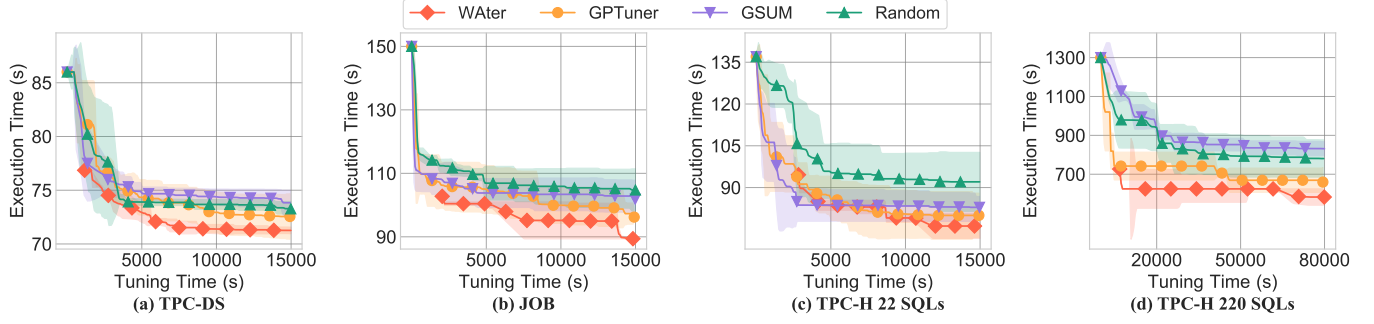 WAter GPTuner GSUM Random
Execution Time (s)
85
80
75
70
5000 10000 15000
Tuning Time (s)
(a) TPC-DS
Execution Time (s)
150
130
110
90
5000 10000 15000
Tuning Time (s)
(b) JOB
Execution Time (s)
135
120
105
90
5000 10000 15000
Tuning Time (s)
(c) TPC-H 22 SQLs
Execution Time (s)
1300
1100
900
700
20000 50000 80000
Tuning Time (s)
(d) TPC-H 220 SQLs